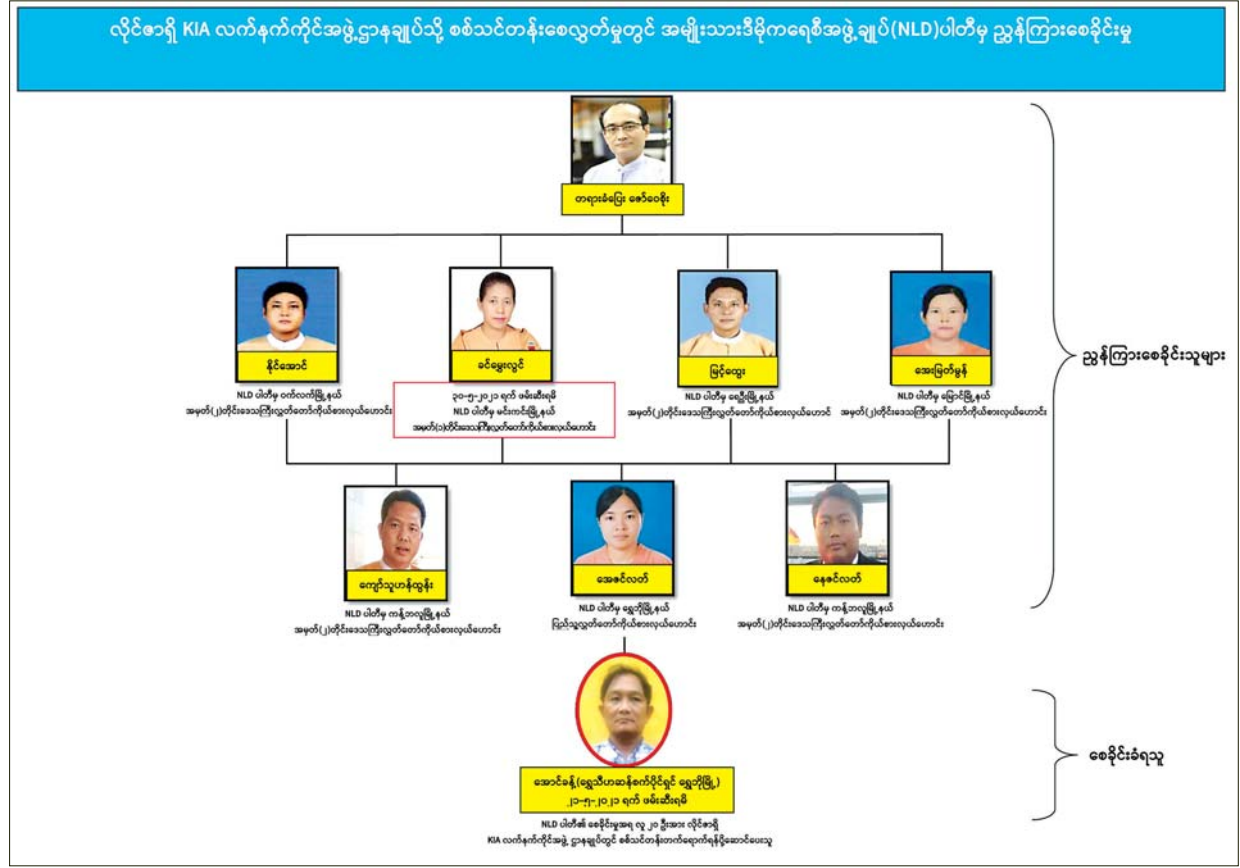 လိုင်ဇာရှိ KIA လက်နက်ကိုင်အဖွဲ့ဌာနချုပ်သို့ စစ်သင်တန်းစေလွှတ်မှုတွင် အမျိုးသားဒီမိုကရေစီအဖွဲ့ချုပ်(NLD)ပါတီမှ ညွှန်ကြားစေခိုင်းမှု
တရားခံပြေး ဇော်ဝေစိုး
နိုင်အောင်
NLD ပါတီမှ ဝက်လက်မြို့နယ်
အမှတ်(၂)တိုင်းဒေသကြီးလွှတ်တော်ကိုယ်စားလှယ်ဟောင်း
ခင်မွှေးလွင်
၃၀-၅-၂၀၂၁ ရက် ဖမ်းဆီးရမိ
NLD ပါတီမှ မင်းကင်းမြို့နယ်
အမှတ်(၁)တိုင်းဒေသကြီးလွှတ်တော်ကိုယ်စားလှယ်ဟောင်း
မြင့်ထွေး
NLD ပါတီမှ ရေဦးမြို့နယ်
အမှတ်(၂)တိုင်းဒေသကြီးလွှတ်တော်ကိုယ်စားလှယ်ဟောင်
အေးမြတ်မွန်
NLD ပါတီမှ မြောင်မြို့နယ်
အမှတ်(၂)တိုင်းဒေသကြီးလွှတ်တော်ကိုယ်စားလှယ်ဟောင်း
ညွှန်ကြားစေခိုင်းသူများ
ကျော်သူဟန်ထွန်း
NLD ပါတီမှ ကန့်ဘလူမြို့နယ်
အမှတ်(၂)တိုင်းဒေသကြီးလွှတ်တော်ကိုယ်စားလှယ်ဟောင်း
အေဇင်လတ်
NLD ပါတီမှ ရွှေဘိုမြို့နယ်
ပြည်သူ့လွှတ်တော်ကိုယ်စားလှယ်ဟောင်း
နေဇင်လတ်
NLD ပါတီမှ ကန့်ဘလူမြို့နယ်
အမှတ်(၂)တိုင်းဒေသကြီးလွှတ်တော်ကိုယ်စားလှယ်ဟောင်း
အောင်ခန့်(ရွှေသီဟဆန်စက်ပိုင်ရှင် ရွှေဘိုမြို့)
၂၁-၅-၂၀၂၁ ရက် ဖမ်းဆီးရမိ
NLD ပါတီ၏ စေခိုင်းမှုအရ လူ ၂၀ ဦးအား လိုင်ဇာရှိ
KIA လက်နက်ကိုင်အဖွဲ့ ဌာနချုပ်တွင် စစ်သင်တန်းတက်ရောက်ရန်ပို့ဆောင်ပေးသူ
စေခိုင်းခံရသူ